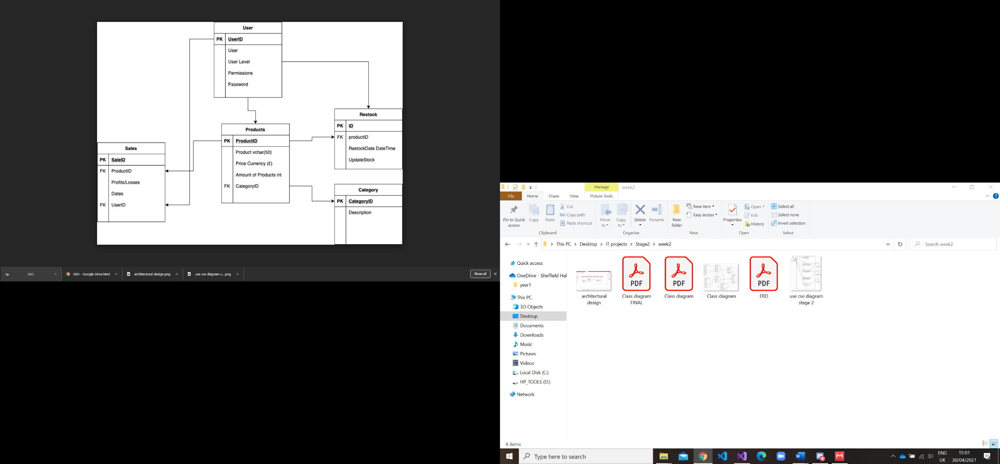 User
PK UserID
User
User Level
Permissions
Password
Restock
PK ID
FK productID
RestockDate DateTime
UpdateStock
Products
PK ProductID
Product vchar(50)
Price Currency (£)
Amount of Products int
FK CategoryID
Sales
PK SaleID
FK ProductID
Profits/Losses
Dates
FK UserID
Category
PK CategoryID
Description
ERD
ERD - Google Drive.html
architectural design.png
use cse diagram s....png
Show all
Manage
week2
File
Home
Share
View
Picture Tools
Pin to Quick
access
Copy
Paste
Cut
Copy path
Paste shortcut
Clipboard
Move
to
Copy
to
Delete
Rename
Organise
New
folder
New item
Easy access
New
Properties
Open
Edit
History
Open
Select all
Select none
Invert selection
Select
This PC > Desktop > IT projects > Stage2 > week2
Search week2
Quick access
OneDrive - Sheffield Hal
year1
This PC
3D Objects
Desktop
Documents
Downloads
Music
Pictures
Videos
Local Disk (C:)
HP_TOOLS (D:)
Network
architectural
design
PDF
Class diagram
FINAL
PDF
Class diagram
Class diagram
PDF
ERD
use cse diagram
stage 2
6 items
Type here to search
ENG
UK
15:01
30/04/2021